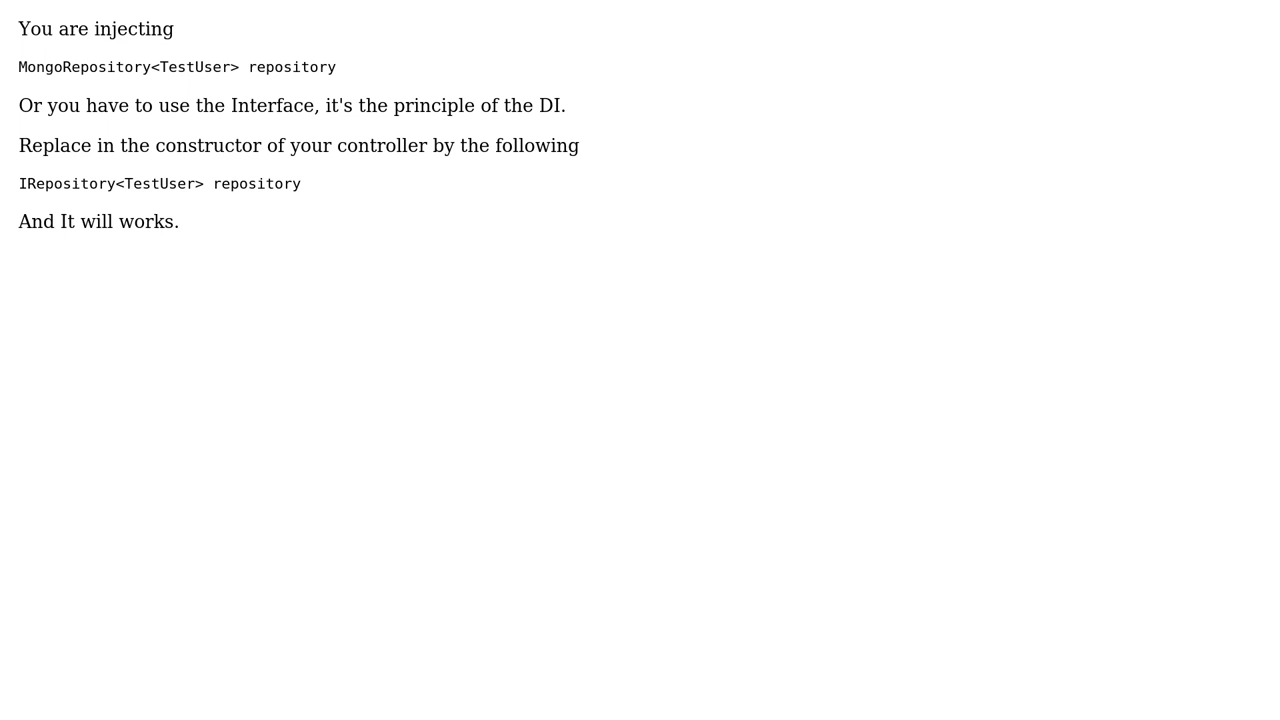 You are injecting
MongoRepository<TestUser> repository
Or you have to use the Interface, it's the principle of the DI.
Replace in the constructor of your controller by the following
IRepository<TestUser> repository
And It will works.